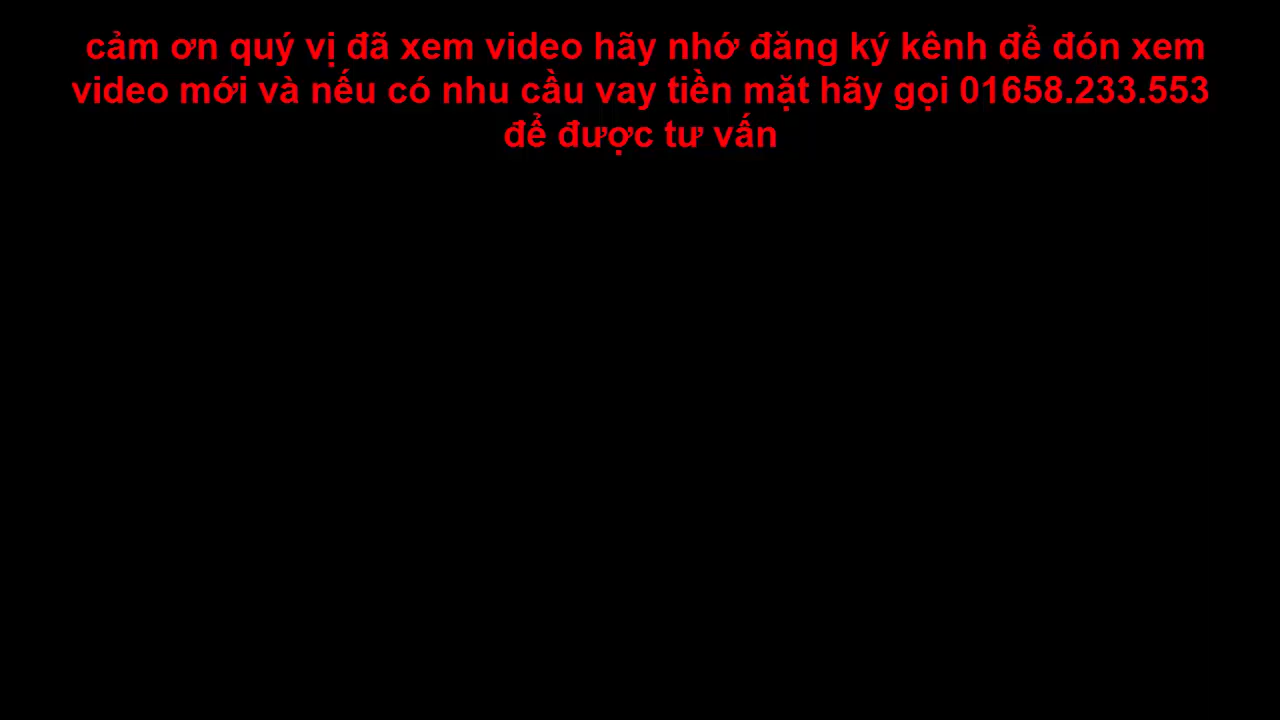 cảm ơn quý vị đã xem video hãy nhớ đăng ký kênh để đón xem
video mới và nếu có nhu cầu vay tiền mặt hãy gọi 01658.233.553
để được tư vấn